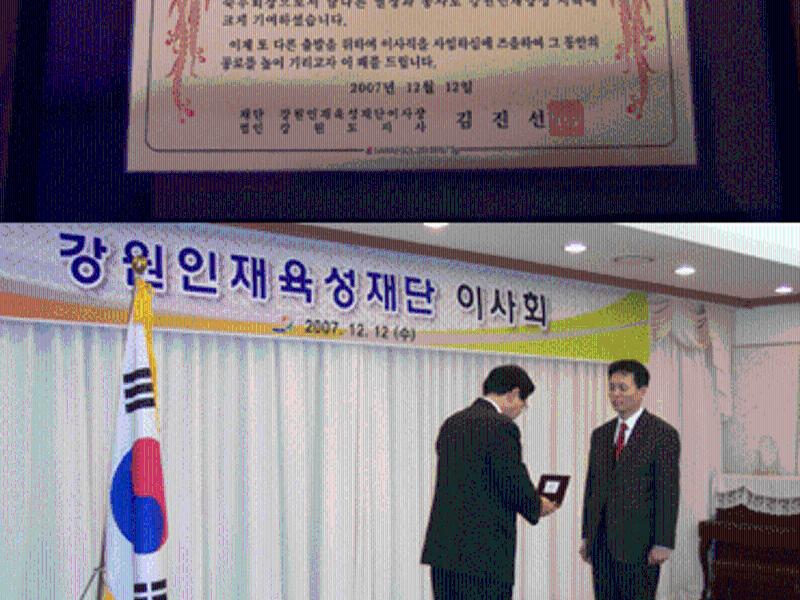 크게 기여하셨습니다.
이제 또 다른 출발을 위하여 이사직을 사임하심에 즈음하여 그 동안의
공로를 높이 기리고자 이 패를 드립니다.
2007년 12월 12일
재단 강원인재육성재단이사장
법인 강 원 도 지 사 김 진 선
강원인재육성재단 이사회
2007. 12. 12 (수)